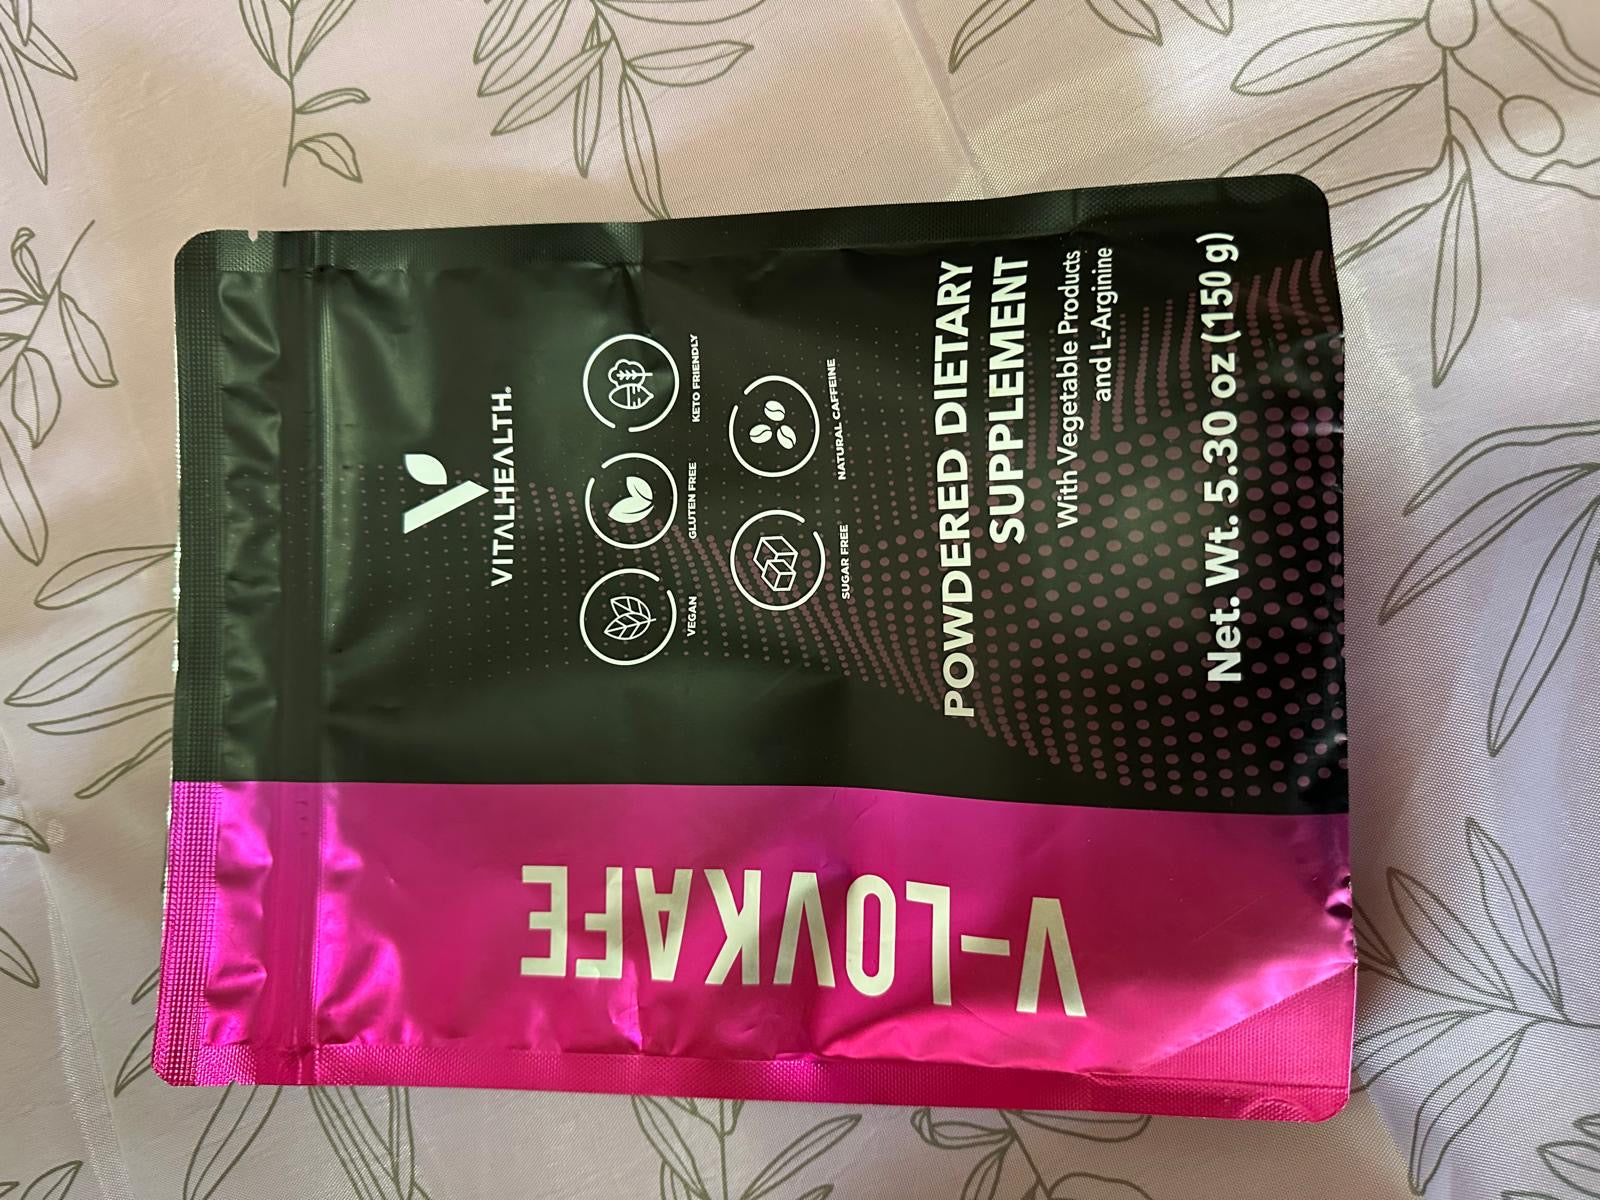 V-LOVKAFE
VITALHEALTH®
VEGAN
GLUTEN FREE
KETO FRIENDLY
SUGAR FREE
NATURAL CAFFEINE
POWDERED DIETARY
SUPPLEMENT
With Vegetable Products
and L-Arginine
Net. Wt. 5.30 oz (150 g)